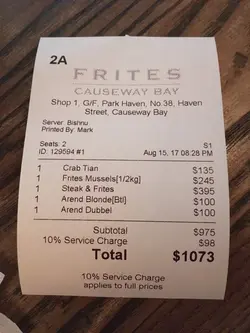 2A
FRITES
CAUSEWAY BAY
Shop 1, G/F, Park Haven, No 38, Haven
Street, Causeway Bay
Server: Bishnu
Printed By: Mark
Seats: 2 S1
ID: 129594 #1 Aug 15, 17 08:28 PM
1 Crab Tian $135
1 Frites Mussels[1/2kg] $245
1 Steak & Frites $395
1 Arend Blonde[Btl] $100
1 Arend Dubbel $100
Subtotal $975
10% Service Charge $98
Total $1073
10% Service Charge
applies to full prices